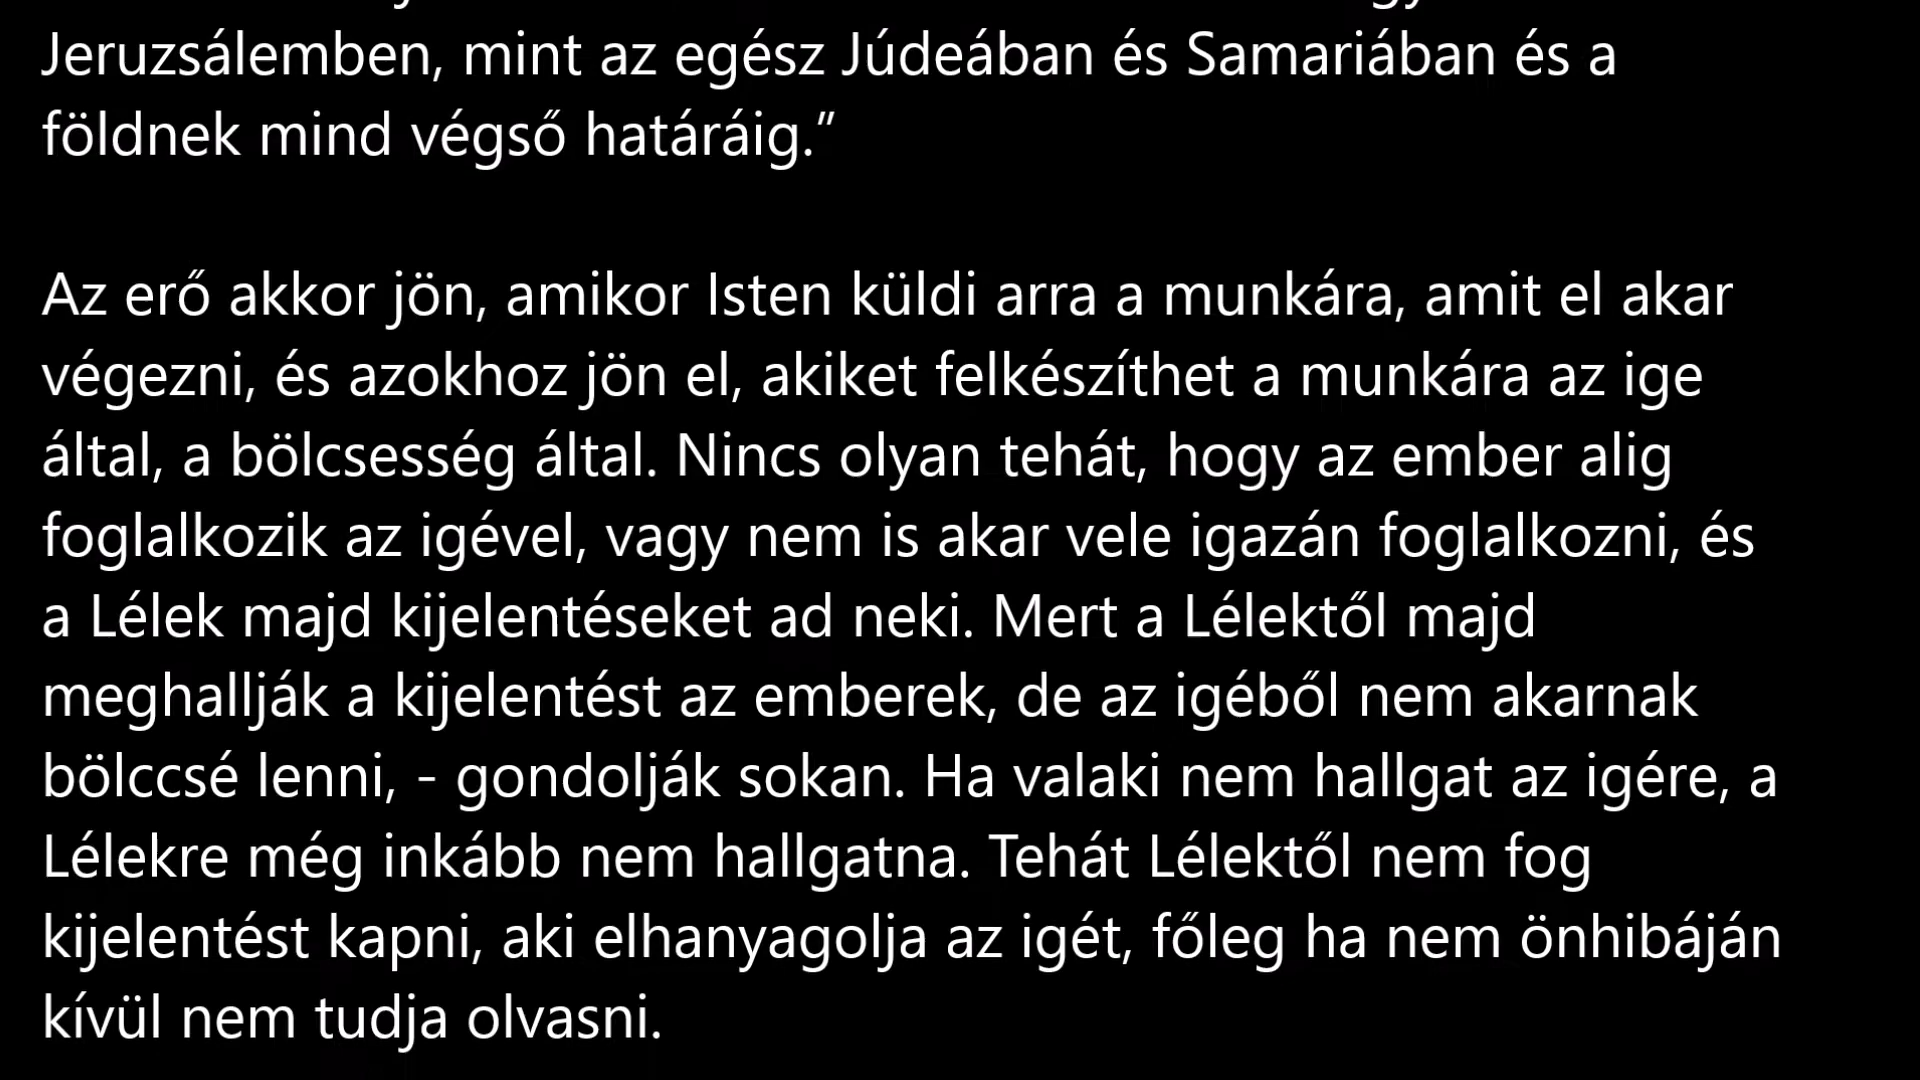 Jeruzsálemben, mint az egész Júdeában és Samariában és a
földnek mind végső határáig.”
Az erő akkor jön, amikor Isten küldi arra a munkára, amit el akar
végezni, és azokhoz jön el, akiket felkészíthet a munkára az ige
által, a bölcsesség által. Nincs olyan tehát, hogy az ember alig
foglalkozik az igével, vagy nem is akar vele igazán foglalkozni, és
a Lélek majd kijelentéseket ad neki. Mert a Lélektől majd
meghallják a kijelentést az emberek, de az igéből nem akarnak
bölccsé lenni, - gondolják sokan. Ha valaki nem hallgat az igére, a
Lélekre még inkább nem hallgatna. Tehát Lélektől nem fog
kijelentést kapni, aki elhanyagolja az igét, főleg ha nem önhibáján
kívül nem tudja olvasni.